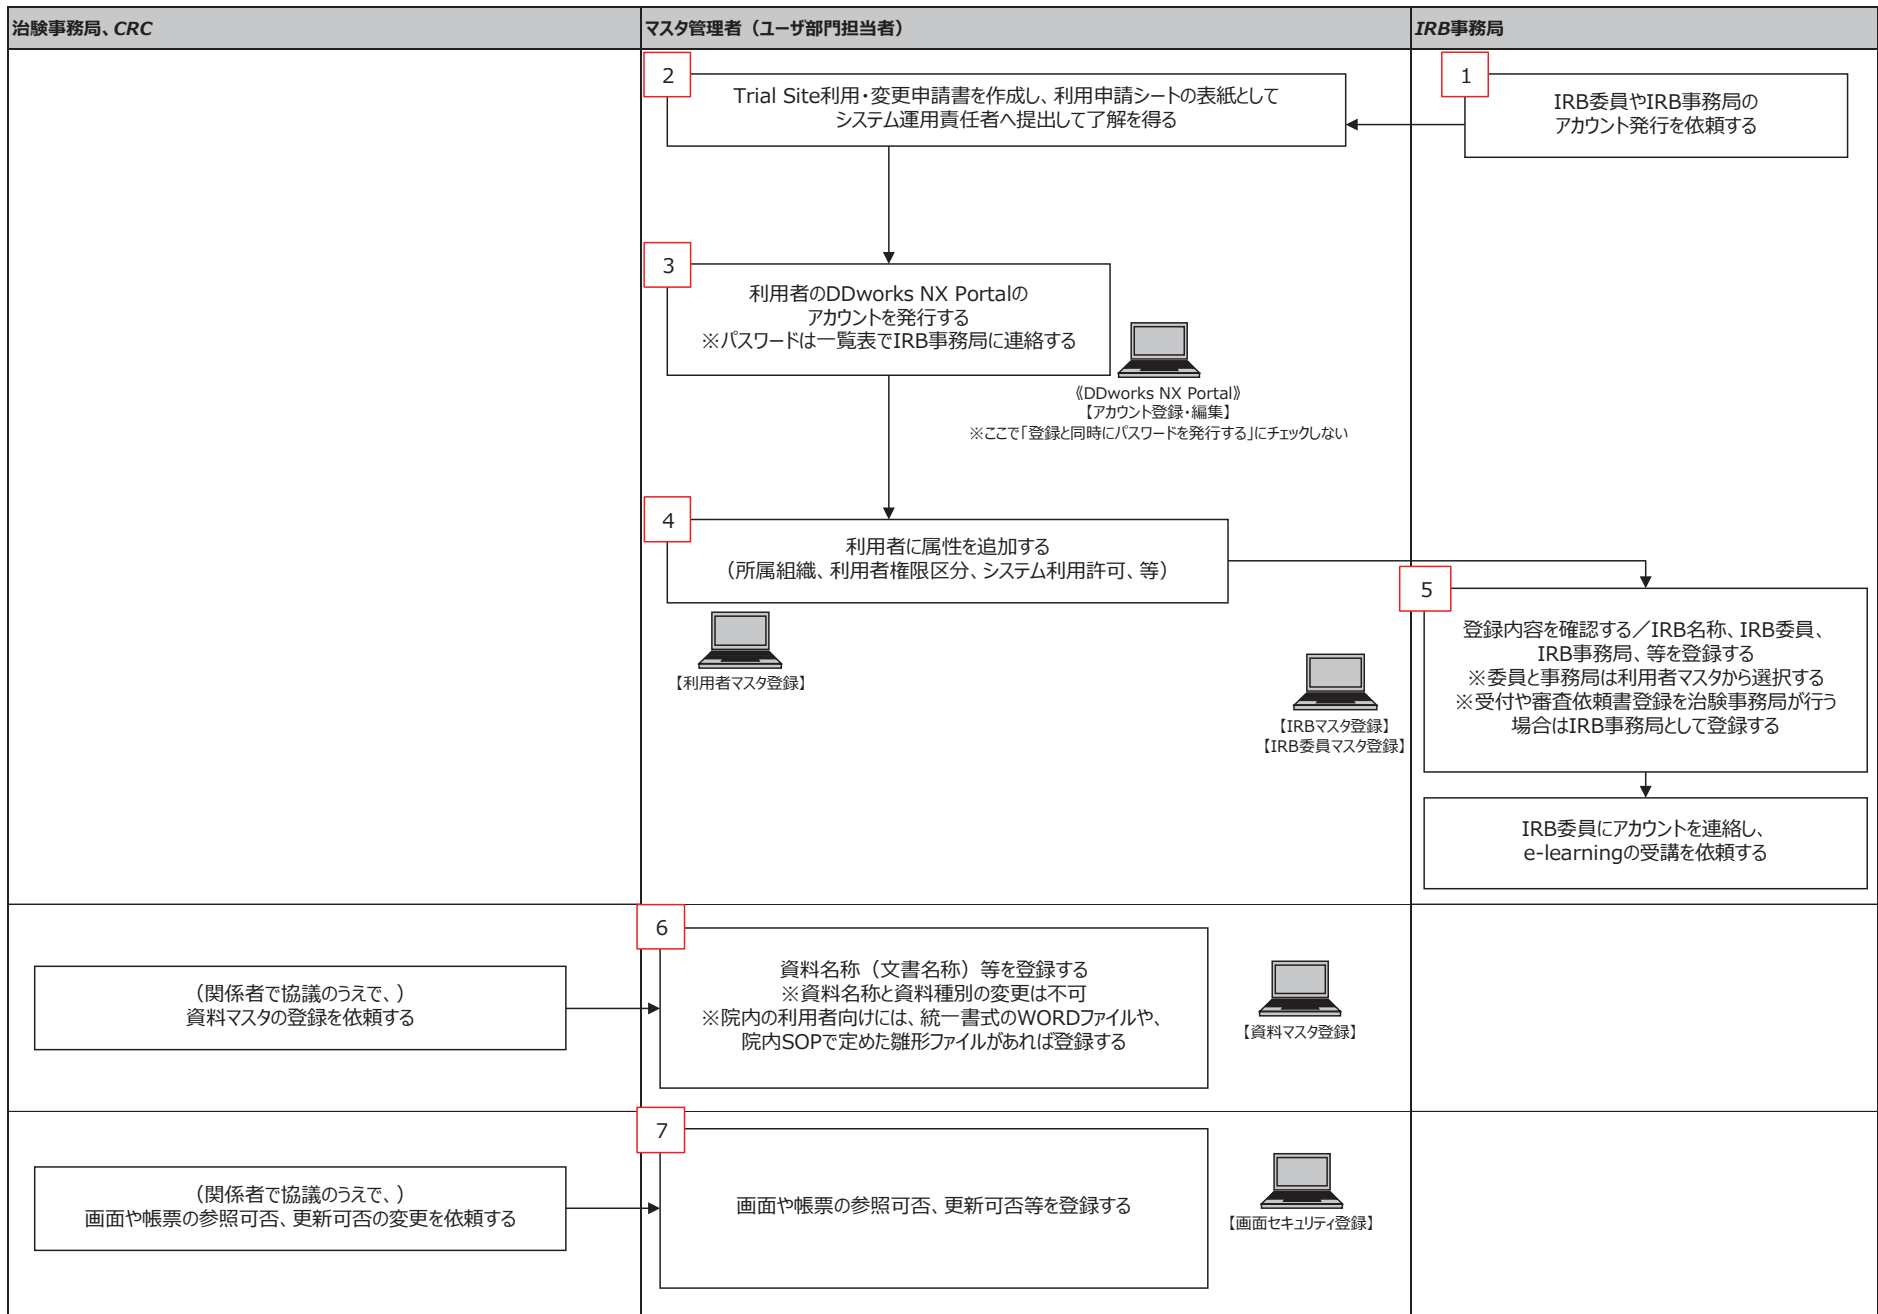 治験事務局、CRC
マスタ管理者（ユーザ部門担当者）
IRB事務局
1
IRB委員やIRB事務局の
アカウント発行を依頼する
2
Trial Site利用・変更申請書を作成し、利用申請シートの表紙として
システム運用責任者へ提出して了解を得る
3
利用者のDDworks NX Portalの
アカウントを発行する
※パスワードは一覧表でIRB事務局に連絡する
《DDworks NX Portal》
【アカウント登録・編集】
※ここで「登録と同時にパスワードを発行する」にチェックしない
4
利用者に属性を追加する
（所属組織、利用者権限区分、システム利用許可、等）
【利用者マスタ登録】
5
登録内容を確認する／IRB名称、IRB委員、
IRB事務局、等を登録する
※委員と事務局は利用者マスタから選択する
※受付や審査依頼書登録を治験事務局が行う
場合はIRB事務局として登録する
【IRBマスタ登録】
【IRB委員マスタ登録】
IRB委員にアカウントを連絡し、
e-learningの受講を依頼する
（関係者で協議のうえで、）
資料マスタの登録を依頼する
6
資料名称（文書名称）等を登録する
※資料名称と資料種別の変更は不可
※院内の利用者向けには、統一書式のWORDファイルや、
院内SOPで定めた雛形ファイルがあれば登録する
【資料マスタ登録】
（関係者で協議のうえで、）
画面や帳票の参照可否、更新可否の変更を依頼する
7
画面や帳票の参照可否、更新可否等を登録する
【画面セキュリティ登録】